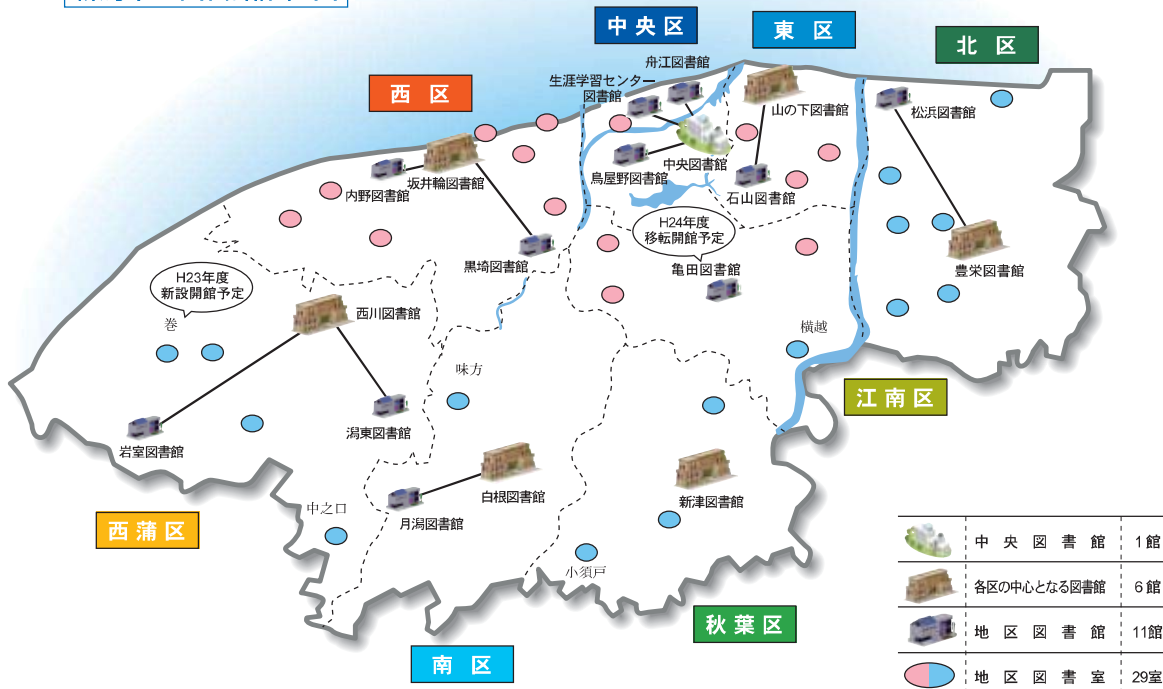 中央区
東区
北区
西区
舟江図書館
生涯学習センター
図書館
山の下図書館
松浜図書館
中央図書館
鳥屋野図書館
石山図書館
内野図書館
坂井輪図書館
H24年度
移転開館予定
亀田図書館
黒埼図書館
豊栄図書館
H23年度
新設開館予定
巻
西川図書館
横越
味方
江南区
岩室図書館
潟東図書館
白根図書館
月潟図書館
新津図書館
中之口
西蒲区
小須戸
秋葉区
南区
中央図書館 1館
各区の中心となる図書館 6館
地区図書館 11館
地区図書室 29室